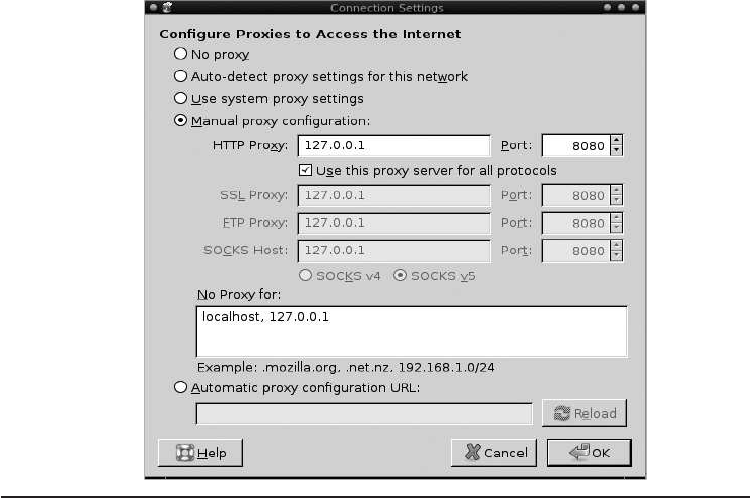 Connection Settings
Configure Proxies to Access the Internet
No proxy
Auto-detect proxy settings for this network
Use system proxy settings
Manual proxy configuration:
HTTP Proxy: 127.0.0.1 Port: 8080
Use this proxy server for all protocols
SSL Proxy: 127.0.0.1 Port: 8080
FTP Proxy: 127.0.0.1 Port: 8080
SOCKS Host: 127.0.0.1 Port: 8080
SOCKS v4 SOCKS v5
No Proxy for:
localhost, 127.0.0.1
Example: .mozilla.org, .net.nz, 192.168.1.0/24
Automatic proxy configuration URL:
Reload
Help Cancel OK